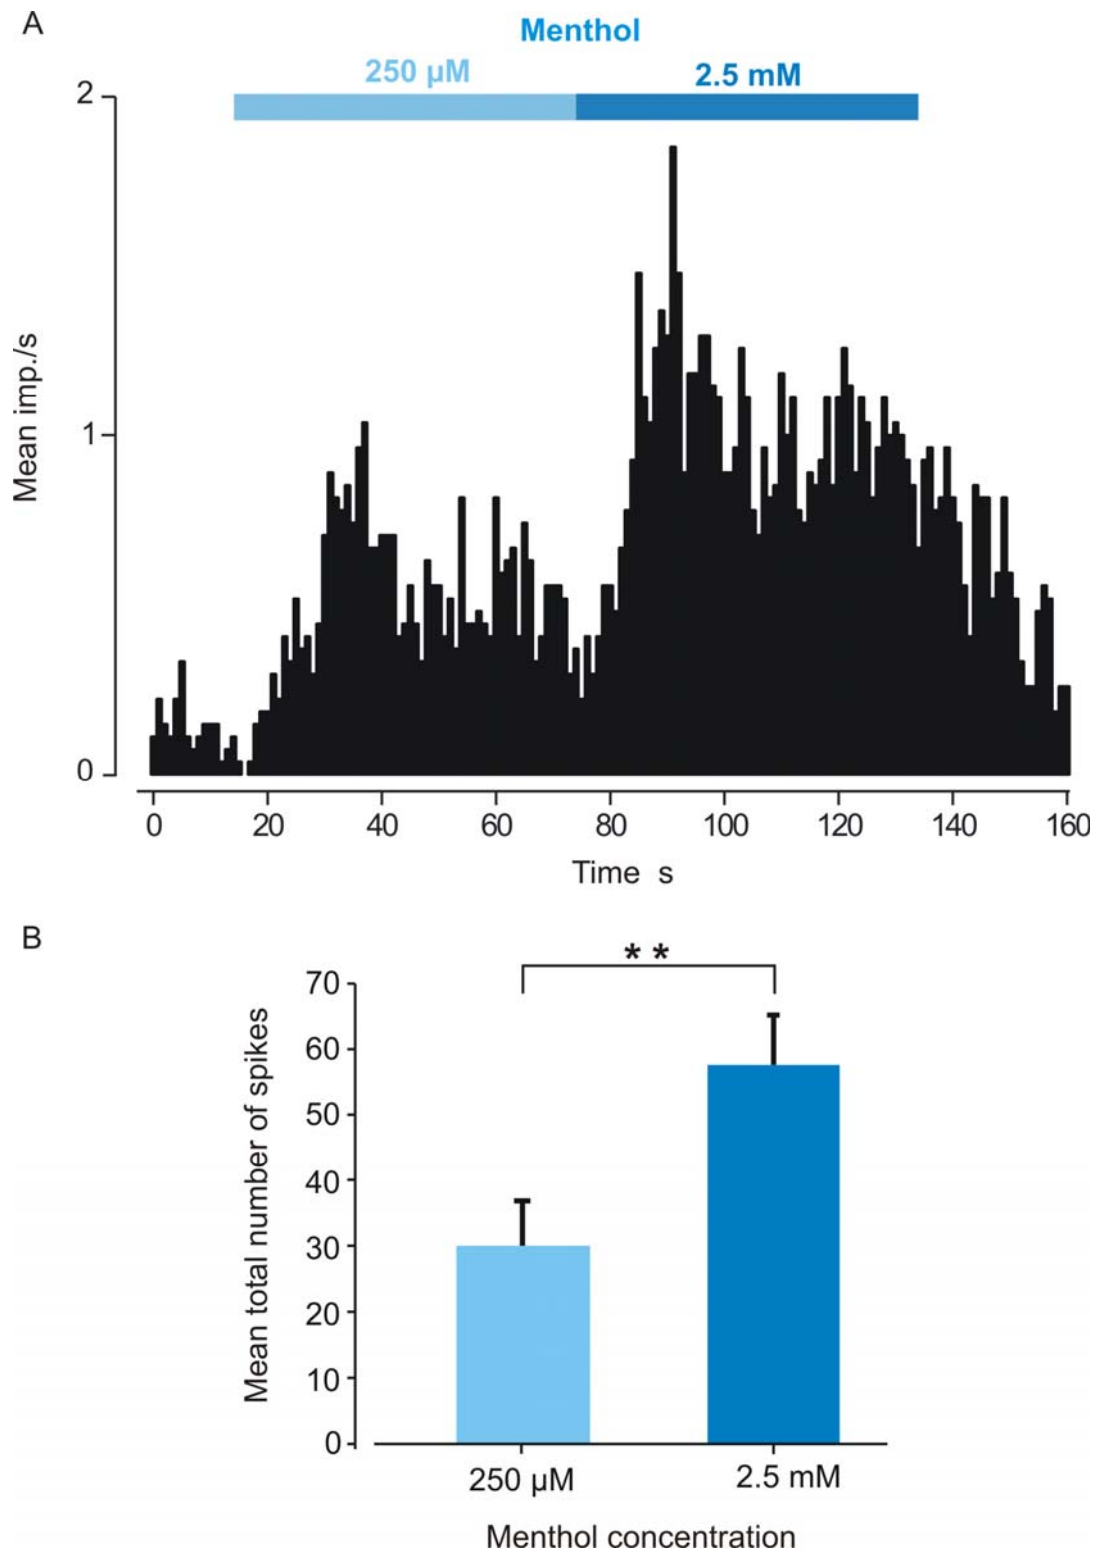 A
Menthol
250 µM 2.5 mM
2
1
0
Mean imp./s
0 20 40 60 80 100 120 140 160
Time s
B
**
70
60
50
40
30
20
10
0
Mean total number of spikes
250 µM 2.5 mM
Menthol concentration